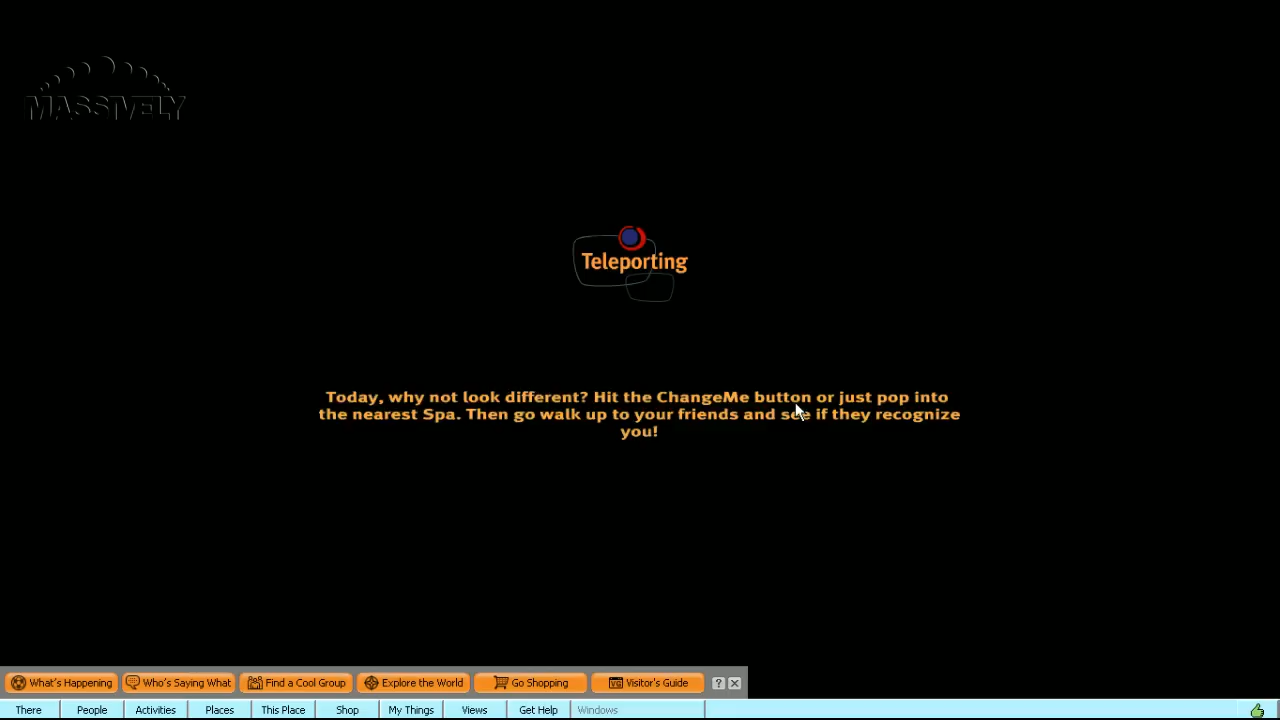 MASSIVELY
Teleporting
Today, why not look different? Hit the ChangeMe button or just pop into
the nearest Spa. Then go walk up to your friends and see if they recognize
you!
What's Happening Who's Saying What Find a Cool Group Explore the World Go Shopping VG Visitor's Guide ? X
There People Activities Places This Place Shop My Things Views Get Help Windows